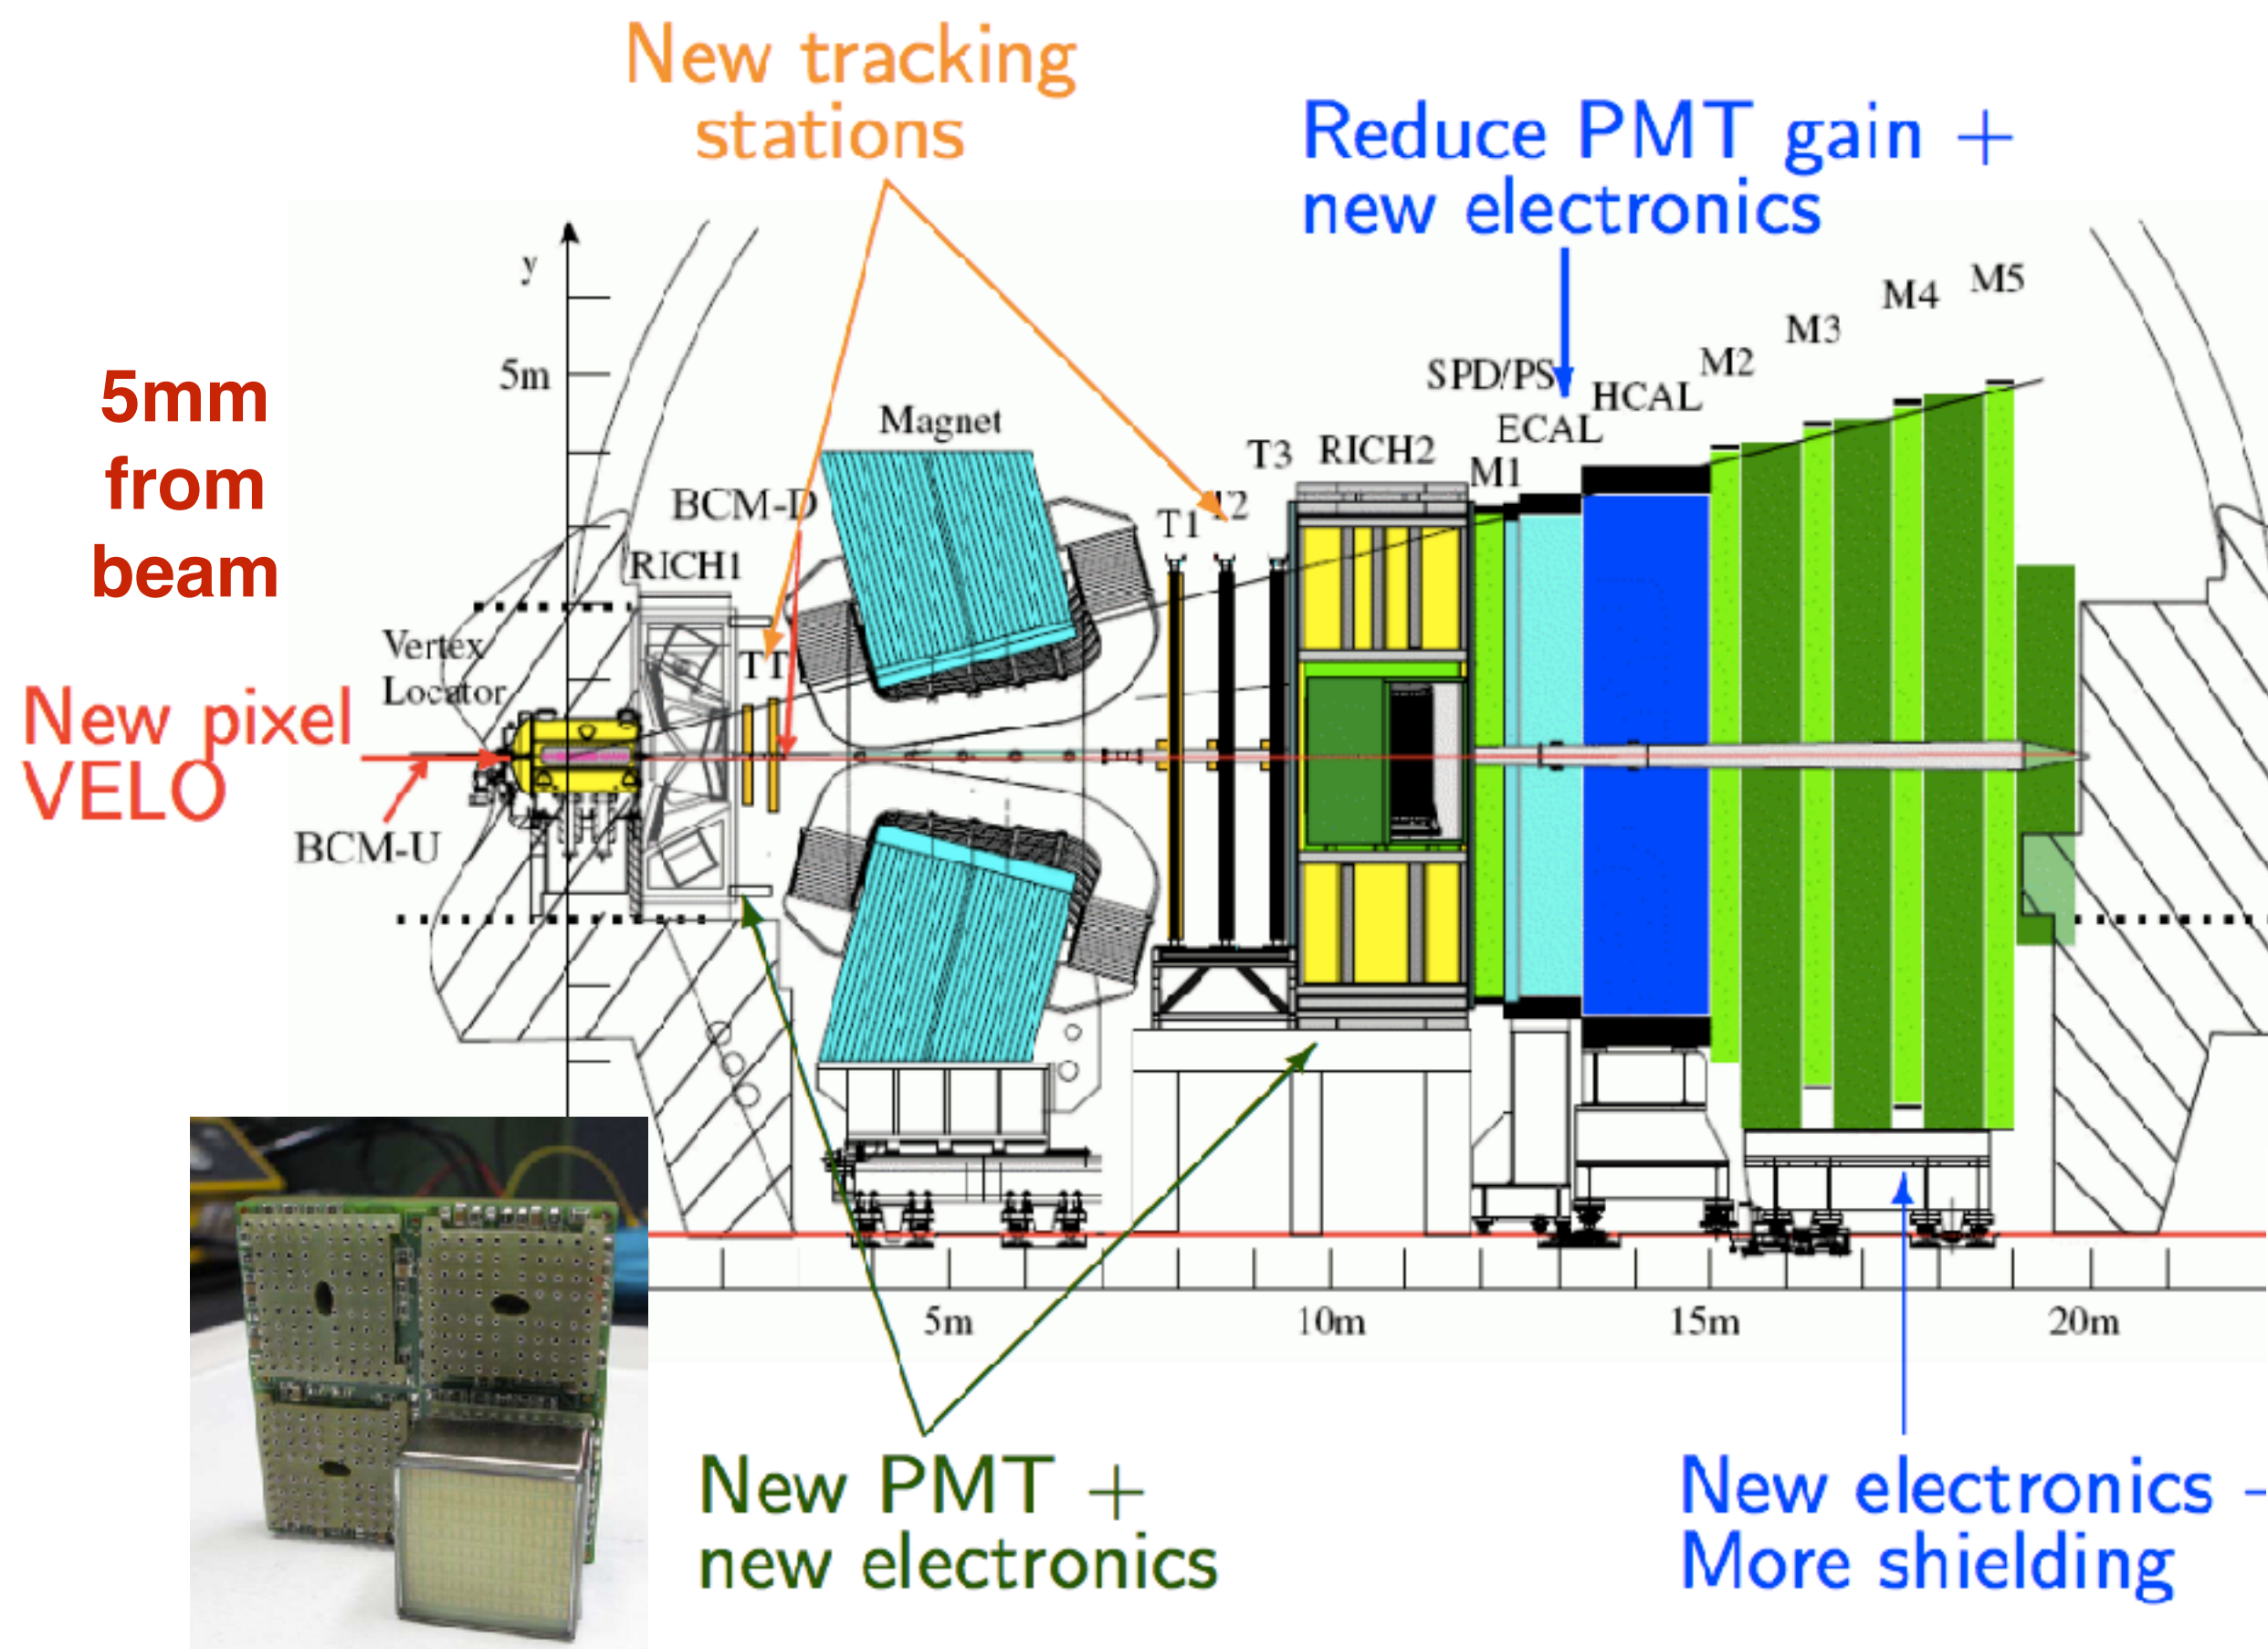 New tracking
stations
Reduce PMT gain +
new electronics
y
5m
5mm
from
beam
M5
M4
M3
M2
SPD/PS
HCAL
ECAL
Magnet
T3
RICH2
M1
BCM-D
T1
T2
RICH1
Vertex
Locator
TT
New pixel
VELO
BCM-U
5m
10m
15m
20m
New PMT +
new electronics
New electronics -
More shielding